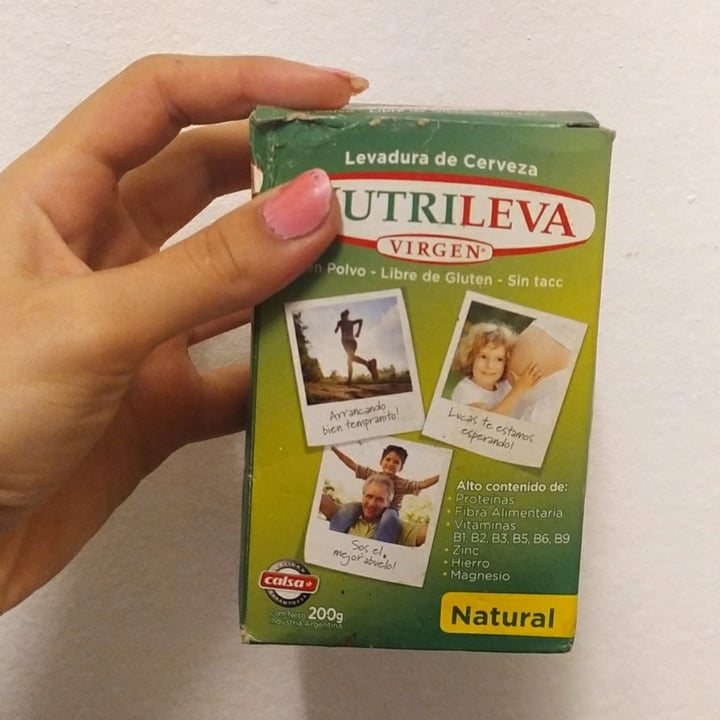 Levadura de Cerveza
UTRILEVA
VIRGEN®
en Polvo - Libre de Gluten - Sin tacc
Arrancando
bien tempranito!
Lucas te estamos
esperando!
Sos el
mejor abuelo!
Alto contenido de:
• Proteínas
• Fibra Alimentaria
• Vitaminas
B1, B2, B3, B5, B6, B9
• Zinc
• Hierro
• Magnesio
calsa
Cont. Neto 200g
Industria Argentina
Natural